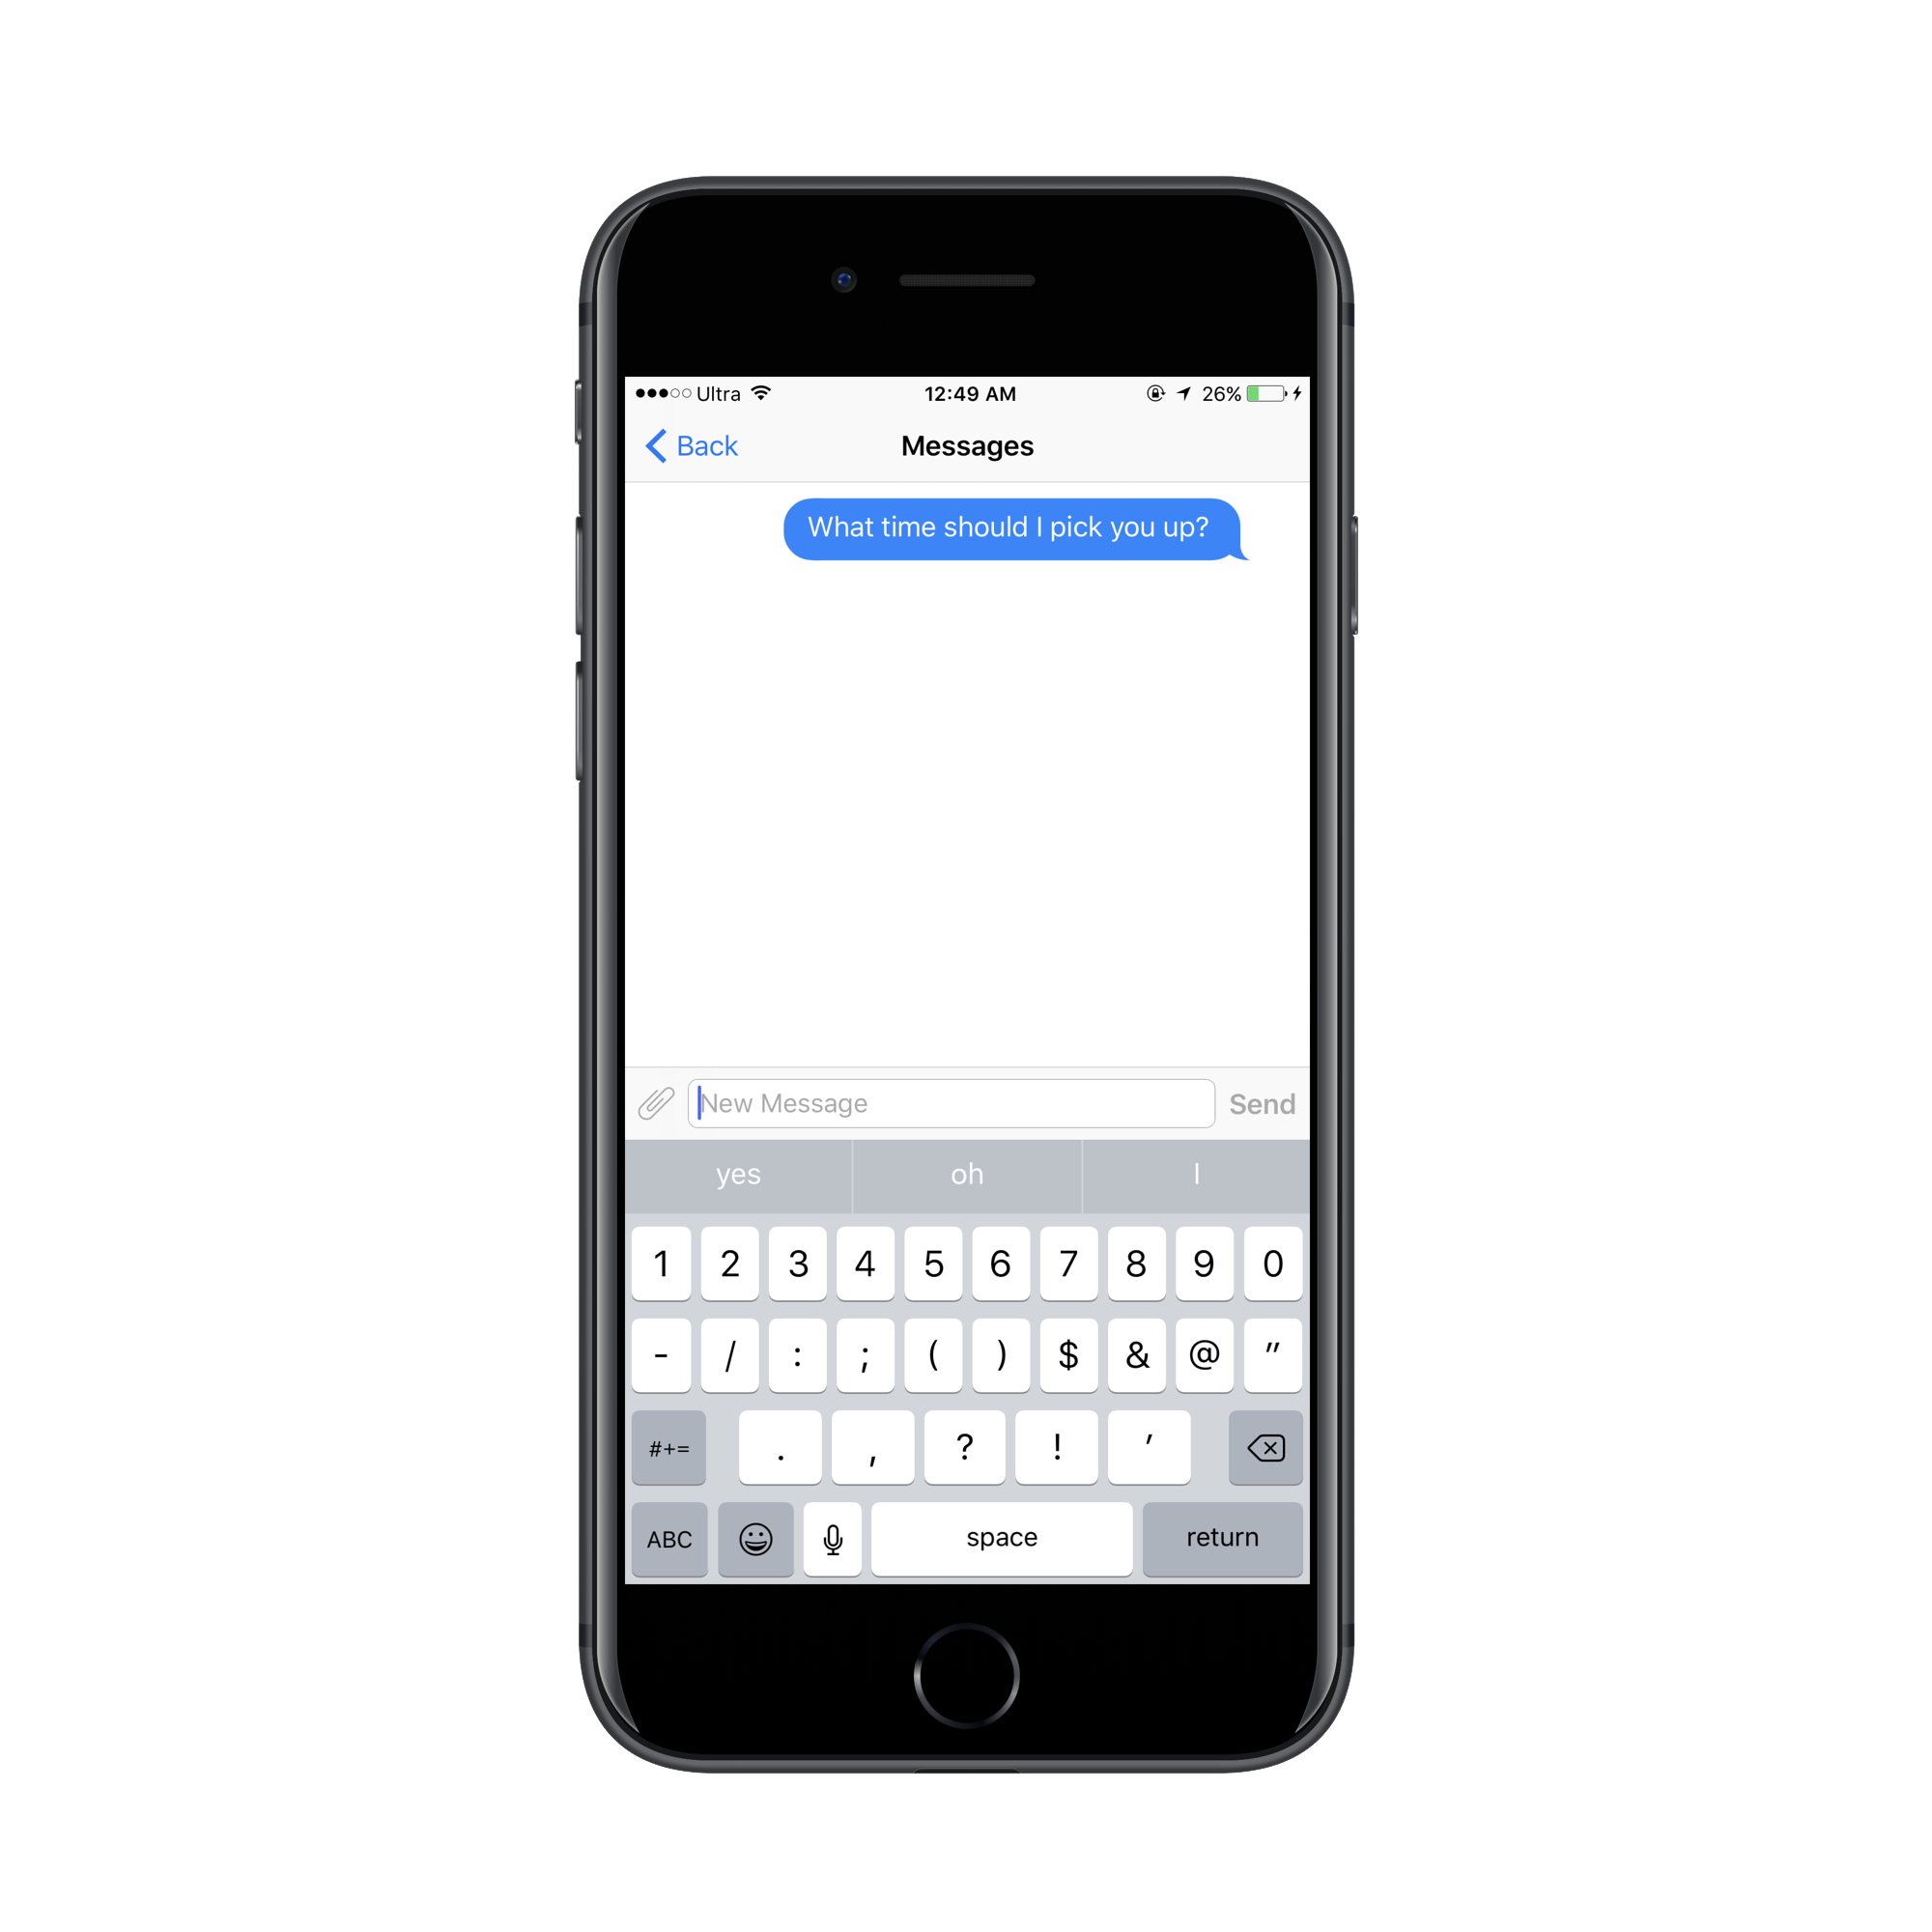 Ultra 12:49 AM 26%
Back Messages
What time should I pick you up?
New Message Send
yes oh I
1 2 3 4 5 6 7 8 9 0
- / : ; ( ) $ & @ "
#+= . , ? ! '
ABC space return